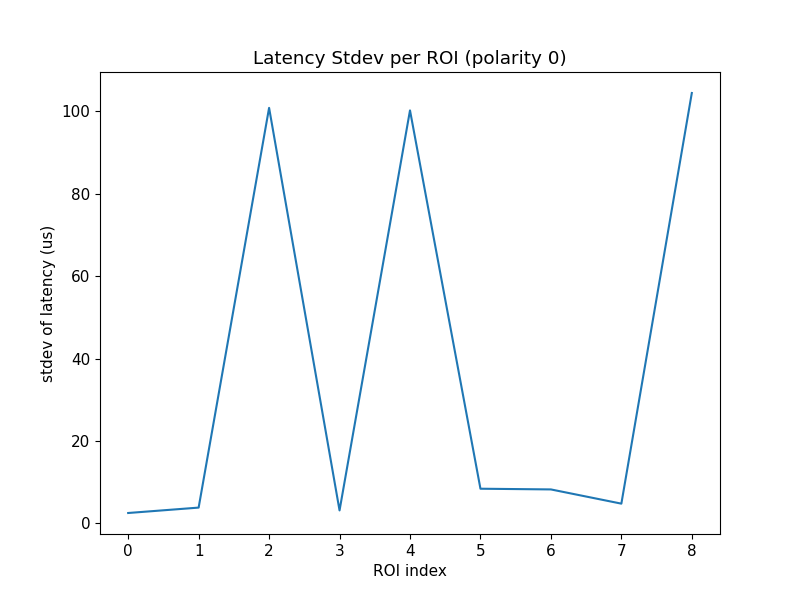 Latency Stdev per ROI (polarity 0)
100
80
60
40
20
0
stdev of latency (us)
0 1 2 3 4 5 6 7 8
ROI index